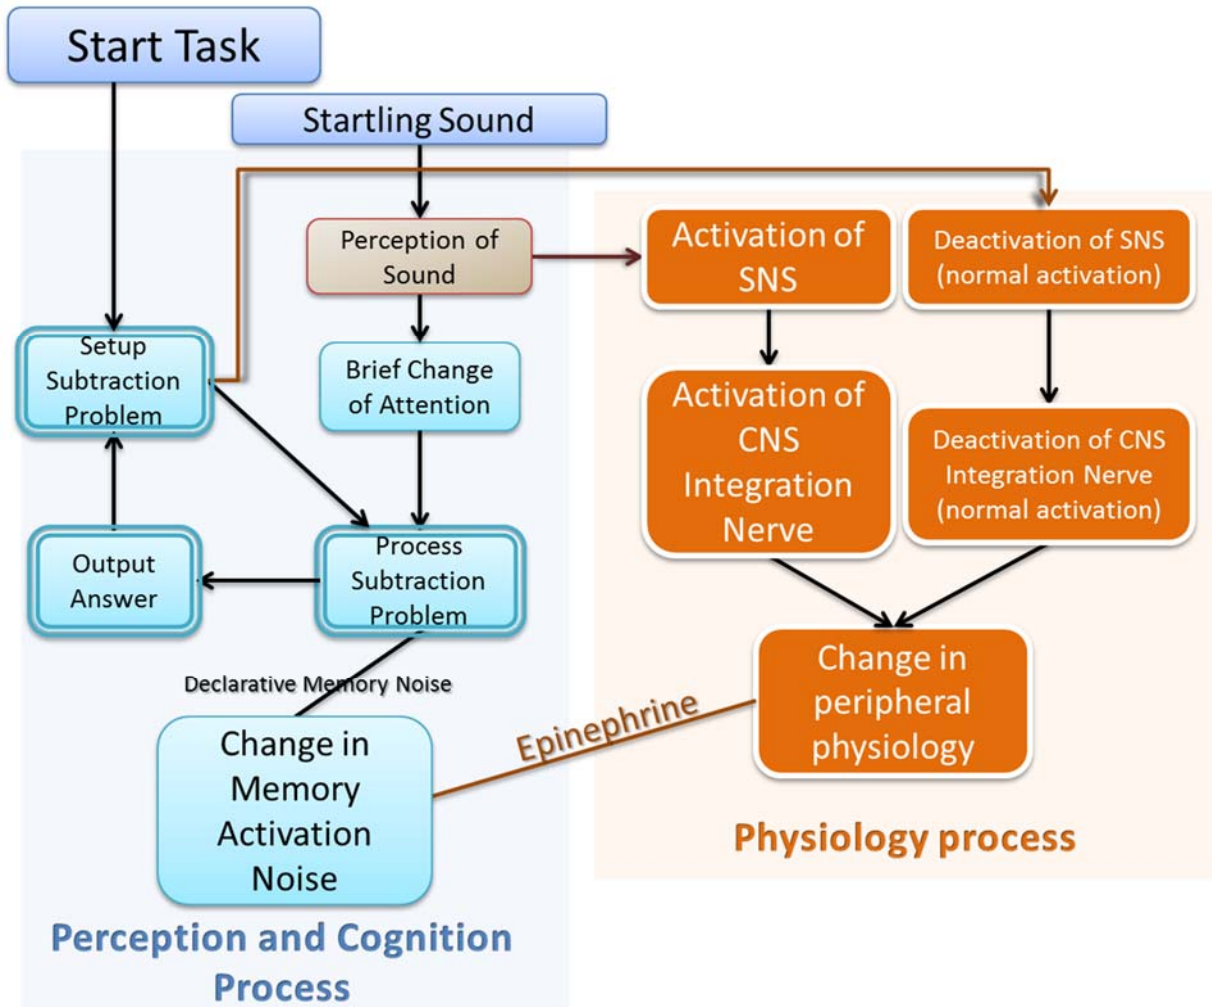 Start Task
Startling Sound
Perception of
Sound
Activation of
SNS
Deactivation of SNS
(normal activation)
Setup
Subtraction
Problem
Brief Change
of Attention
Activation of
CNS
Integration
Nerve
Deactivation of CNS
Integration Nerve
(normal activation)
Output
Answer
Process
Subtraction
Problem
Declarative Memory Noise
Change in
Memory
Activation
Noise
Epinephrine
Change in
peripheral
physiology
Physiology process
Perception and Cognition
Process